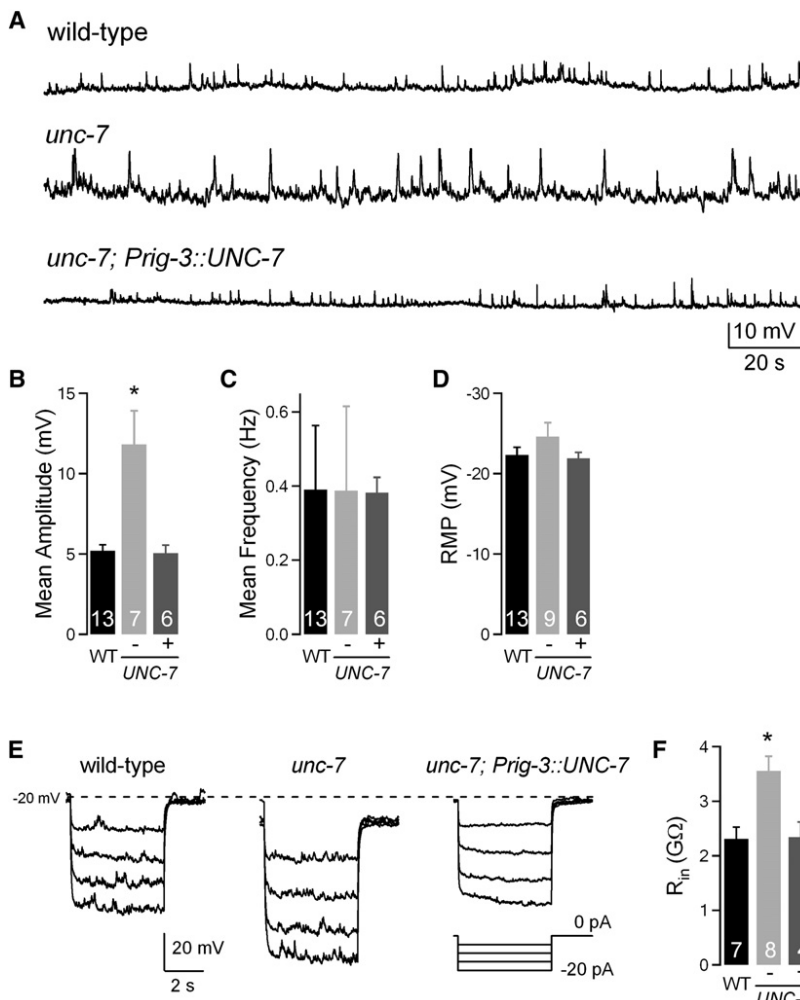 A
wild-type
unc-7
unc-7; Prig-3::UNC-7
10 mV
20 s
B
Mean Amplitude (mV)
15
10
5
0
*
13
7
6
WT
-
+
UNC-7
C
Mean Frequency (Hz)
0.6
0.4
0.2
0.0
13
7
6
WT
-
+
UNC-7
D
RMP (mV)
-30
-20
-10
0
13
9
6
WT
-
+
UNC-7
E
wild-type
unc-7
unc-7; Prig-3::UNC-7
-20 mV
20 mV
2 s
0 pA
-20 pA
F
Rin (GΩ)
4
3
2
1
0
*
7
8
WT
-